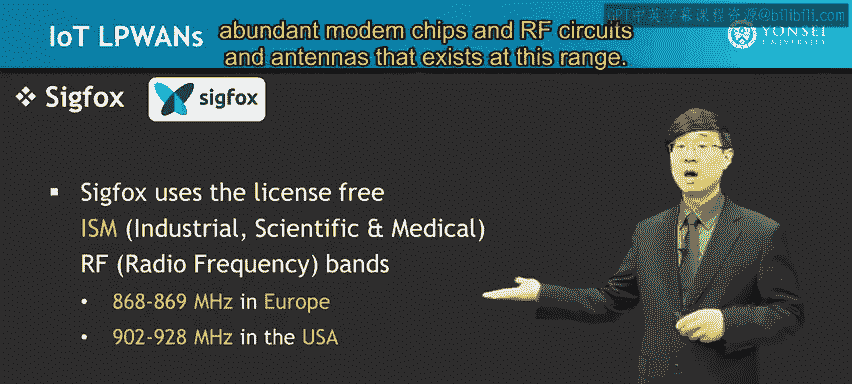 IoT LPWANs
abundant modem chips and RF circuits
and antennas that exists at this range.
YONSEI
UNIVERSITY
❖ Sigfox
sigfox
▪ Sigfox uses the license free
ISM (Industrial, Scientific & Medical)
RF (Radio Frequency) bands
• 868-869 MHz in Europe
• 902-928 MHz in the USA